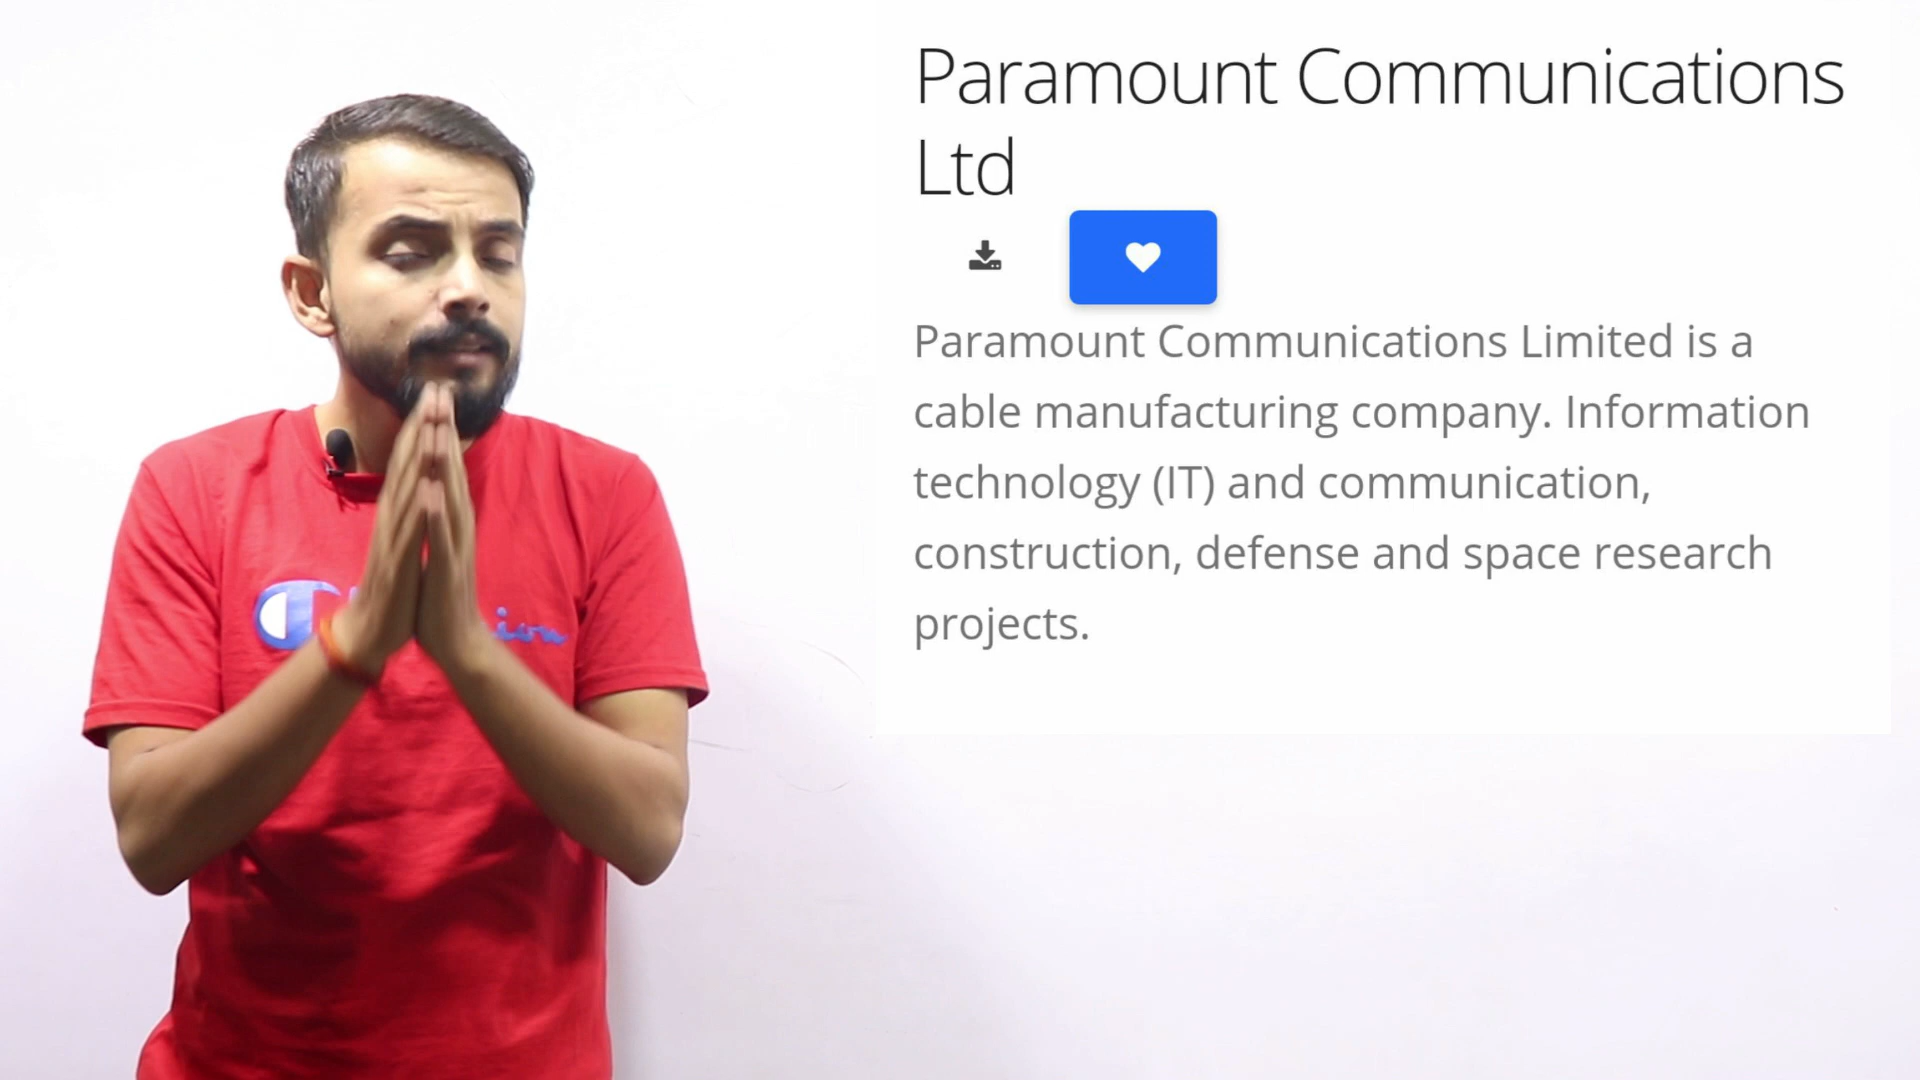 Paramount Communications
Ltd
Paramount Communications Limited is a
cable manufacturing company. Information
technology (IT) and communication,
construction, defense and space research
projects.